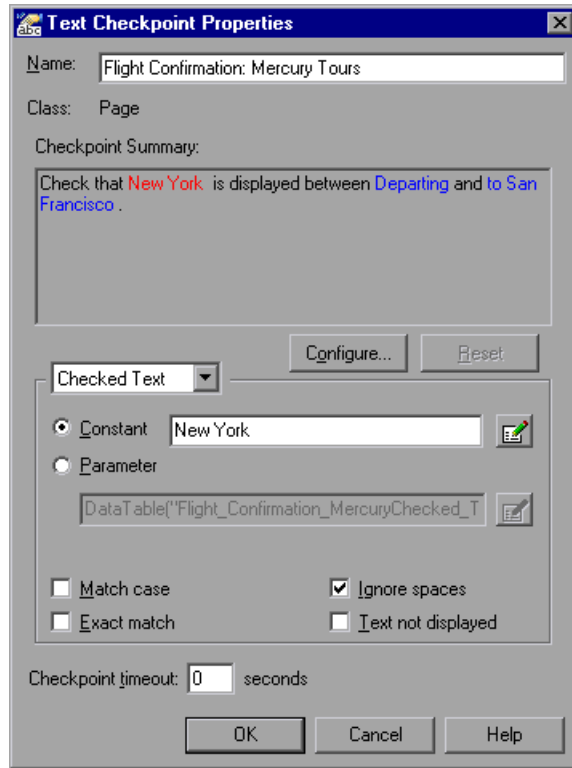 abc Text Checkpoint Properties
Name: Flight Confirmation: Mercury Tours
Class: Page
Checkpoint Summary:
Check that New York is displayed between Departing and to San
Francisco .
Configure... Reset
Checked Text
Constant New York
Parameter
DataTable("Flight_Confirmation_MercuryChecked_T
Match case Ignore spaces
Exact match Text not displayed
Checkpoint timeout: 0 seconds
OK Cancel Help